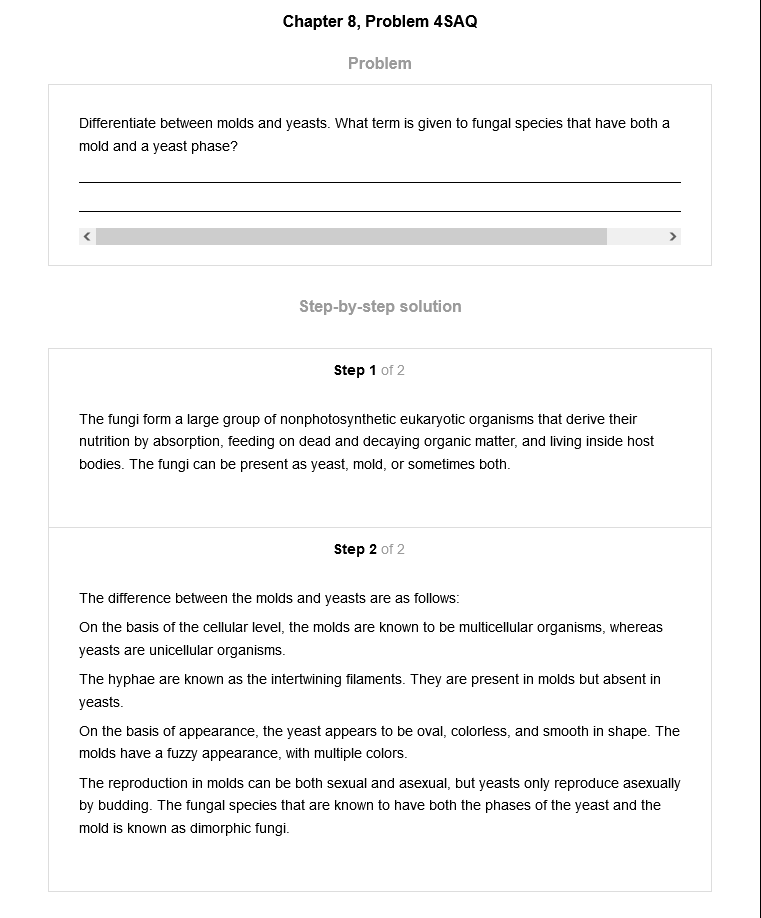 Chapter 8, Problem 4SAQ
Problem
Differentiate between molds and yeasts. What term is given to fungal species that have both a
mold and a yeast phase?
Step-by-step solution
Step 1 of 2
The fungi form a large group of nonphotosynthetic eukaryotic organisms that derive their
nutrition by absorption, feeding on dead and decaying organic matter, and living inside host
bodies. The fungi can be present as yeast, mold, or sometimes both.
Step 2 of 2
The difference between the molds and yeasts are as follows:
On the basis of the cellular level, the molds are known to be multicellular organisms, whereas
yeasts are unicellular organisms.
The hyphae are known as the intertwining filaments. They are present in molds but absent in
yeasts.
On the basis of appearance, the yeast appears to be oval, colorless, and smooth in shape. The
molds have a fuzzy appearance, with multiple colors.
The reproduction in molds can be both sexual and asexual, but yeasts only reproduce asexually
by budding. The fungal species that are known to have both the phases of the yeast and the
mold is known as dimorphic fungi.